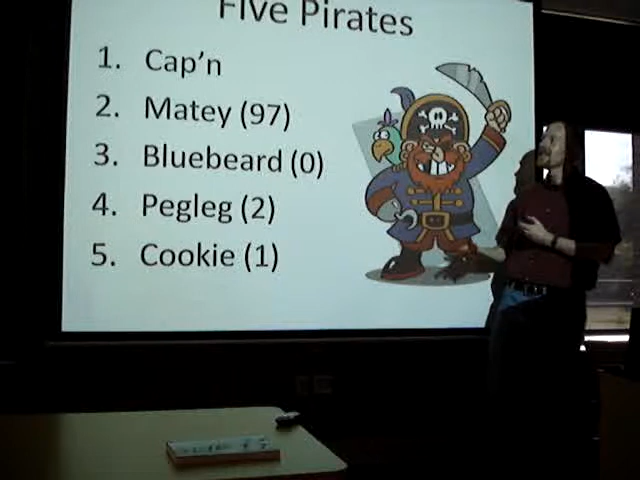 Five Pirates
1. Cap'n
2. Matey (97)
3. Bluebeard (0)
4. Pegleg (2)
5. Cookie (1)